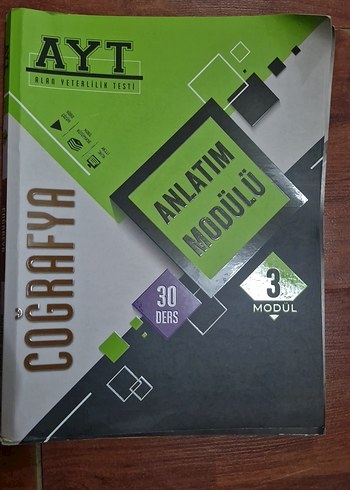 AYT
ALAN YETERLİLİK TESTİ
ANLATIM
MODÜLÜ
COĞRAFYA
30
DERS
3
MODÜL